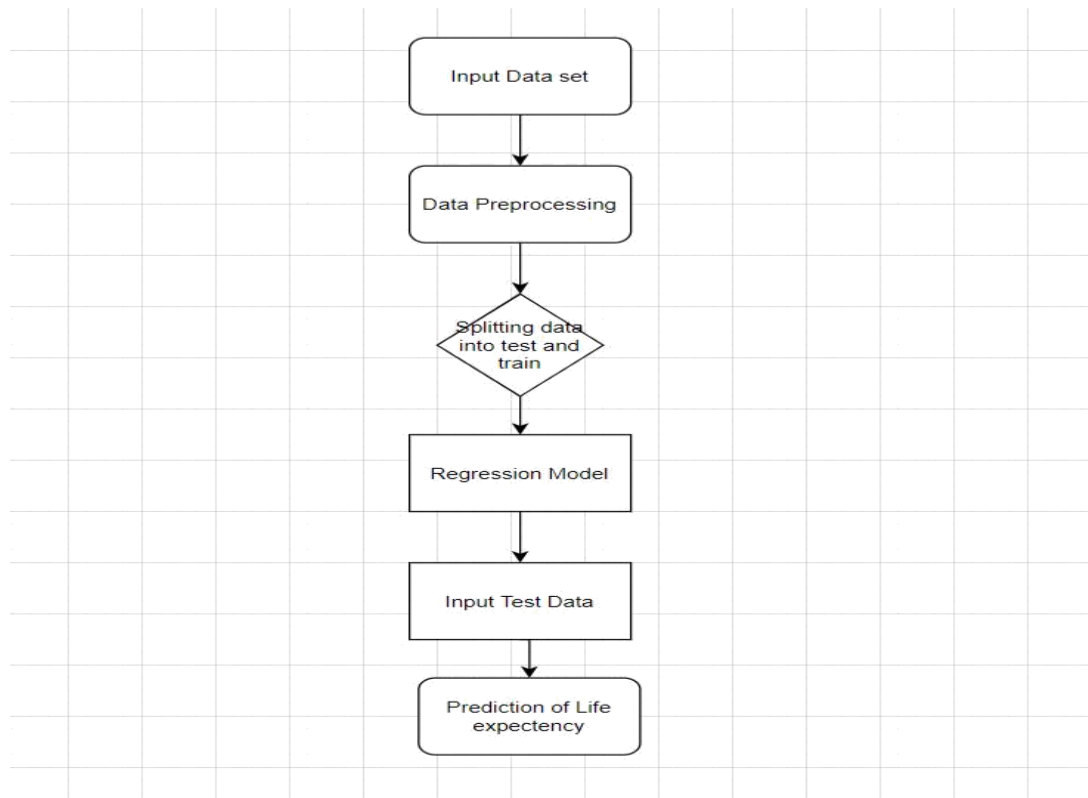 Input Data set
Data Preprocessing
Splitting data
into test and
train
Regression Model
Input Test Data
Prediction of Life
expectency